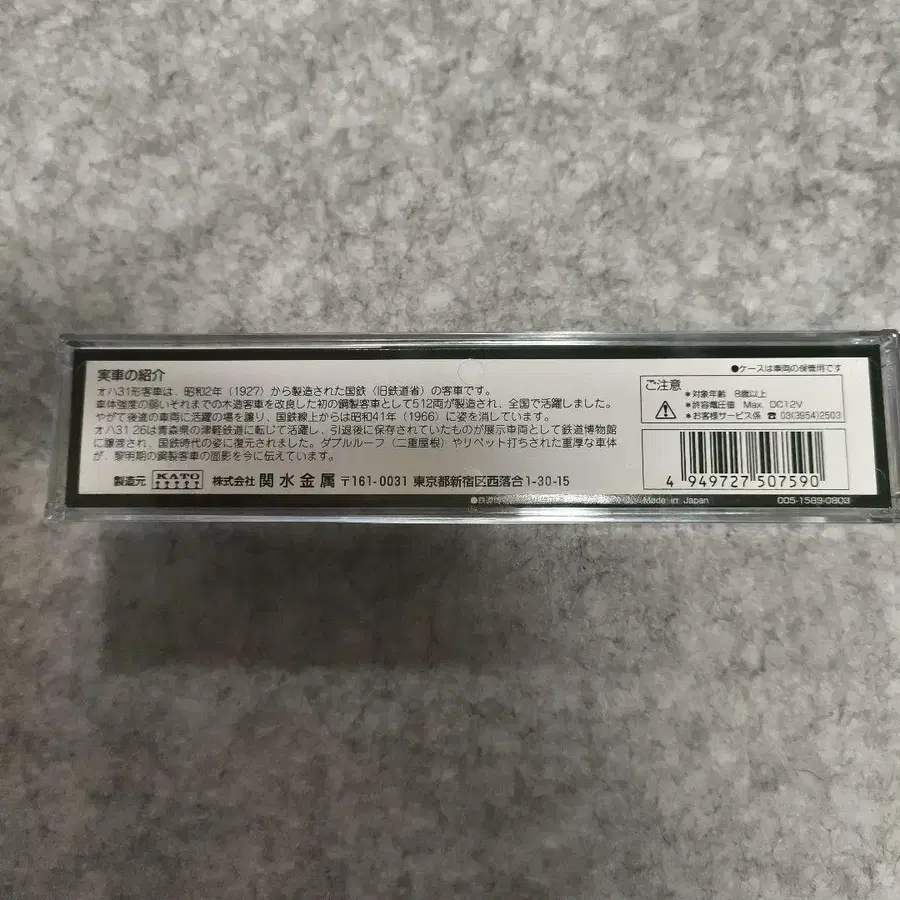 実車の紹介
オハ31形客車は、昭和2年（1927）から製造された国鉄（旧鉄道省）の客車です。
車体強度の弱いそれまでの木造客車を改良した初の鋼製客車として512両が製造され、全国で活躍しました。
やがて後進の車両に活躍の場を譲り、国鉄線上からは昭和41年（1966）に姿を消しています。
オハ31 26は青森県の津軽鉄道に転じて活躍し、引退後に保存されていたものが展示車両として鉄道博物館
に譲渡され、国鉄時代の姿に復元されました。ダブルルーフ（二重屋根）やリベット打ちされた重厚な車体
が、黎明期の鋼製客車の面影を今に伝えています。
製造元 KATO 株式会社 関水金属 〒161-0031 東京都新宿区西落合1-30-15
●ケースは車両の保管用です
ご注意
＊対象年齢 8歳以上
＊許容電圧値 Max. DC12V
＊お客様サービス係 ☎ 03(3954)2503
4 949727 507590
Made in Japan
005-1589-0803